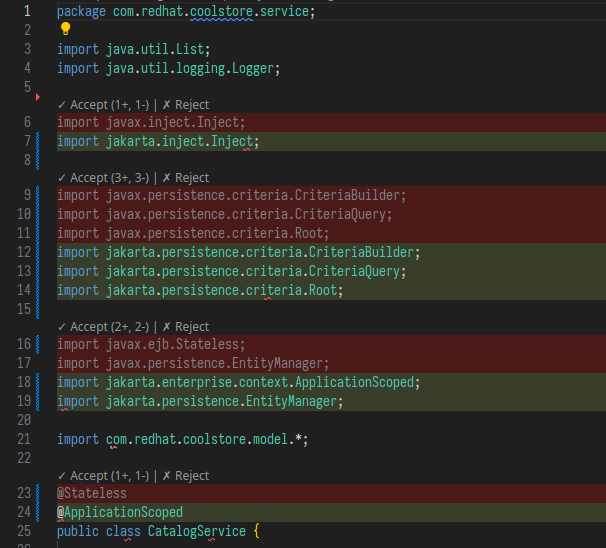 1 package com.redhat.coolstore.service;
2
3 import java.util.List;
4 import java.util.logging.Logger;
5
✓ Accept (1+, 1-) | ✗ Reject
6 import javax.inject.Inject;
7 import jakarta.inject.Inject;
8
✓ Accept (3+, 3-) | ✗ Reject
9 import javax.persistence.criteria.CriteriaBuilder;
10 import javax.persistence.criteria.CriteriaQuery;
11 import javax.persistence.criteria.Root;
12 import jakarta.persistence.criteria.CriteriaBuilder;
13 import jakarta.persistence.criteria.CriteriaQuery;
14 import jakarta.persistence.criteria.Root;
15
✓ Accept (2+, 2-) | ✗ Reject
16 import javax.ejb.Stateless;
17 import javax.persistence.EntityManager;
18 import jakarta.enterprise.context.ApplicationScoped;
19 import jakarta.persistence.EntityManager;
20
21 import com.redhat.coolstore.model.*;
22
✓ Accept (1+, 1-) | ✗ Reject
23 @Stateless
24 @ApplicationScoped
25 public class CatalogService {